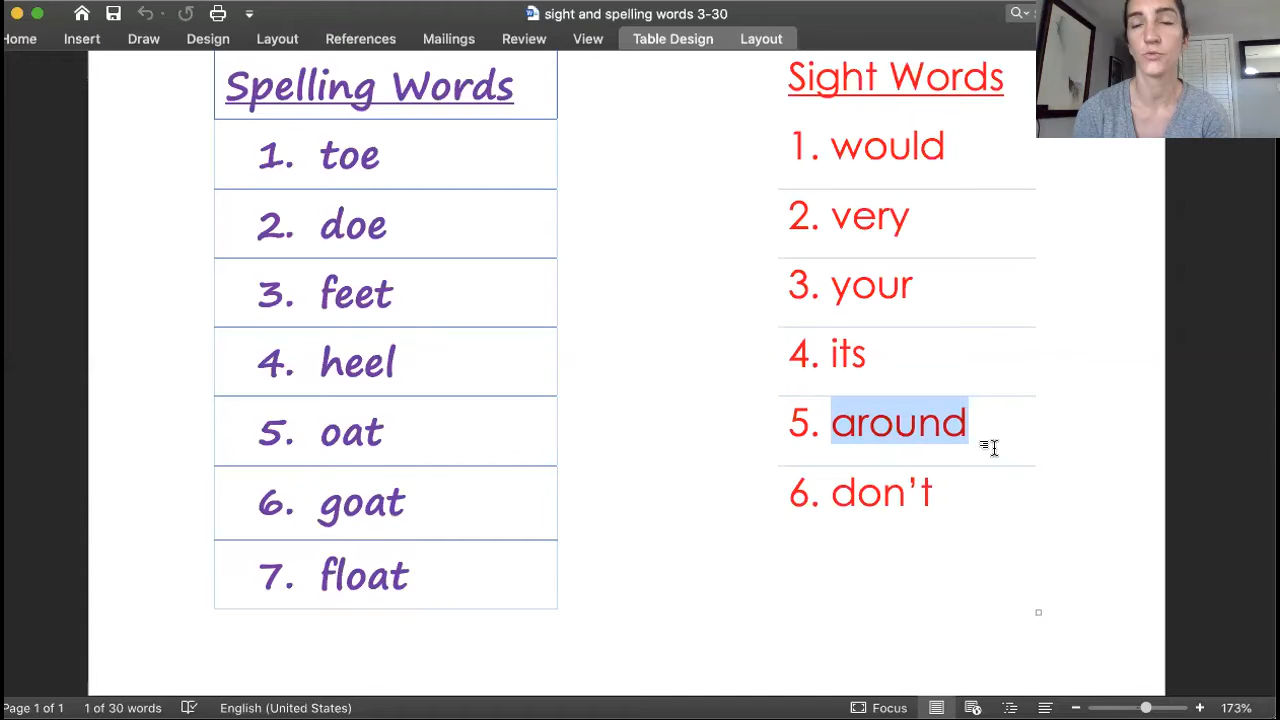 sight and spelling words 3-30
Home Insert Draw Design Layout References Mailings Review View Table Design Layout
Spelling Words
1. toe
2. doe
3. feet
4. heel
5. oat
6. goat
7. float
Sight Words
1. would
2. very
3. your
4. its
5. around
6. don’t
Page 1 of 1 1 of 30 words English (United States) Focus 173%